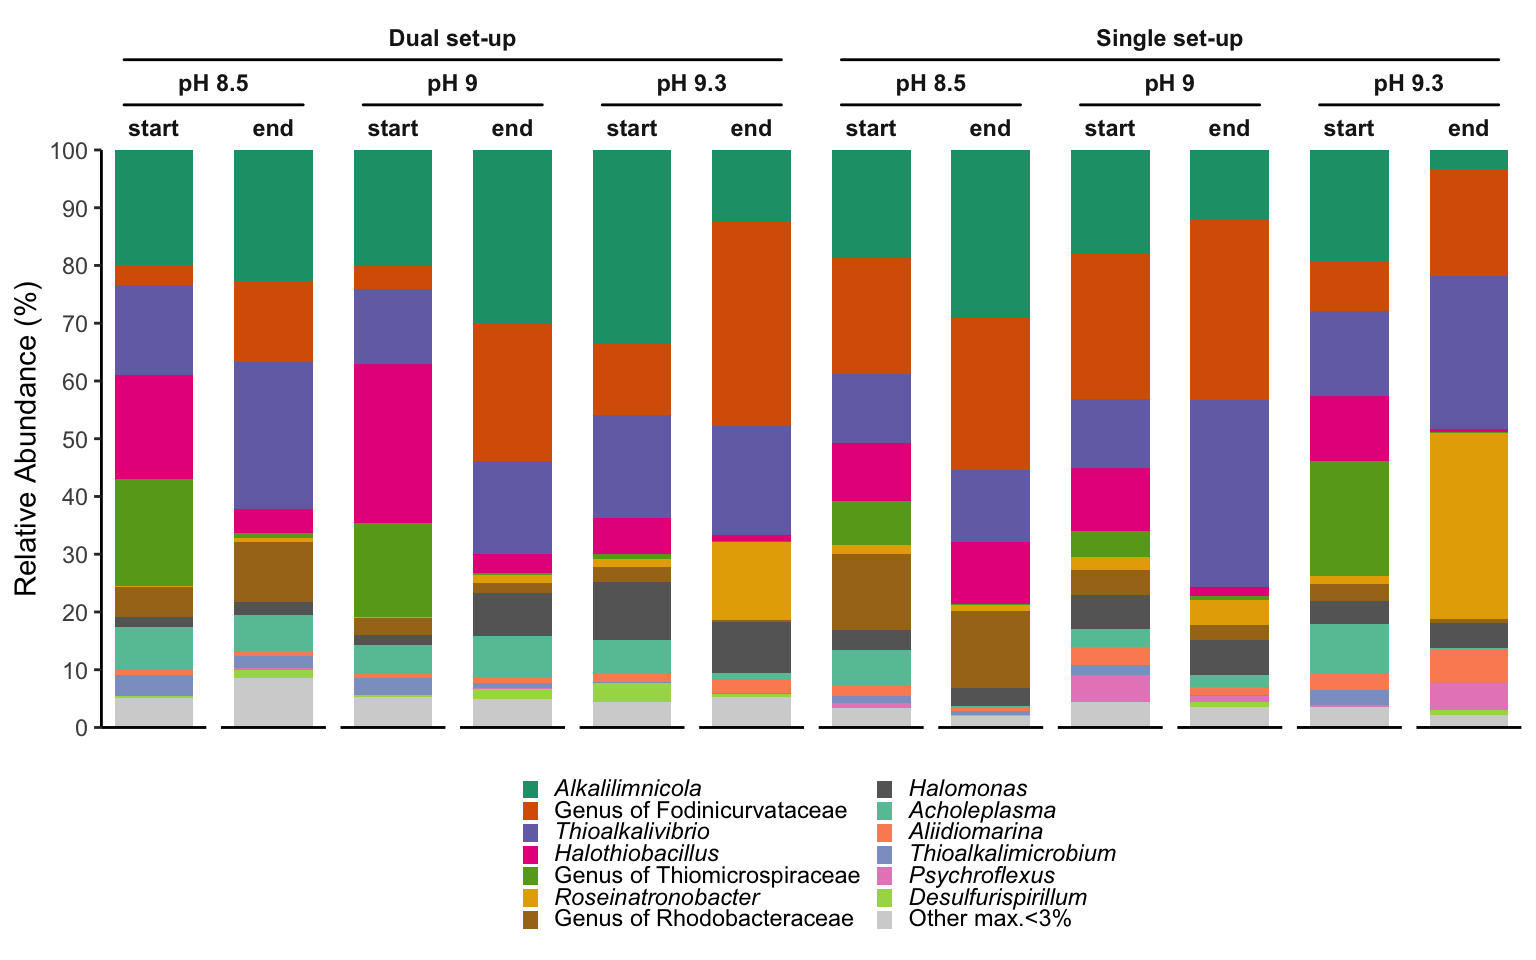 Dual set-up Single set-up
pH 8.5 pH 9 pH 9.3 pH 8.5 pH 9 pH 9.3
start end start end start end start end start end start end
100
90
80
70
60
50
40
30
20
10
0
Relative Abundance (%)
Alkalilimnicola
Genus of Fodinicurvataceae
Thioalkalivibrio
Halothiobacillus
Genus of Thiomicrospiraceae
Roseinatronobacter
Genus of Rhodobacteraceae
Halomonas
Acholeplasma
Aliidiomarina
Thioalkalimicrobium
Psychroflexus
Desulfurispirillum
Other max.<3%